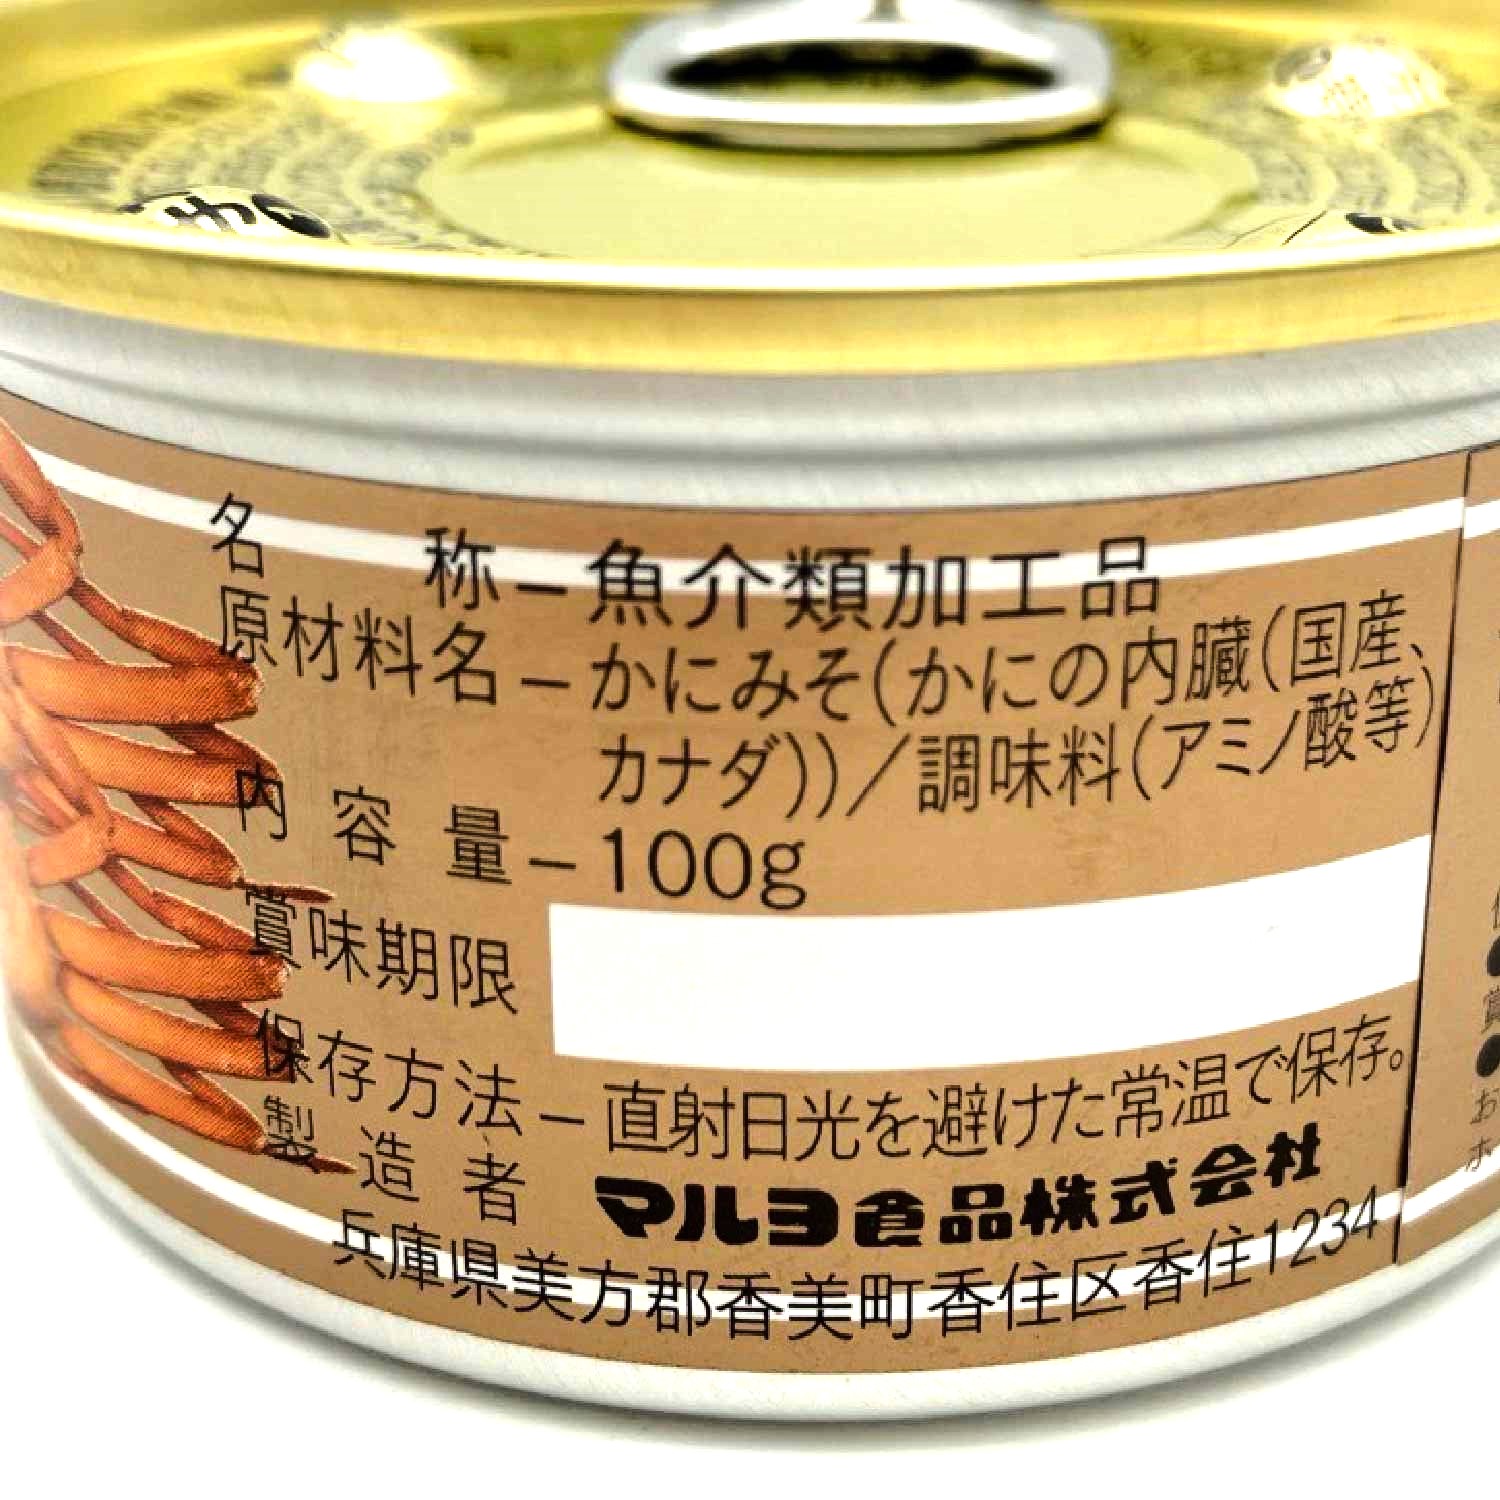 名称－魚介類加工品
原材料名－かにみそ(かにの内臓(国産、
カナダ))／調味料(アミノ酸等)
内容量－100g
賞味期限
保存方法－直射日光を避けた常温で保存。
製造者 マルヨ食品株式会社
兵庫県美方郡香美町香住区香住1234